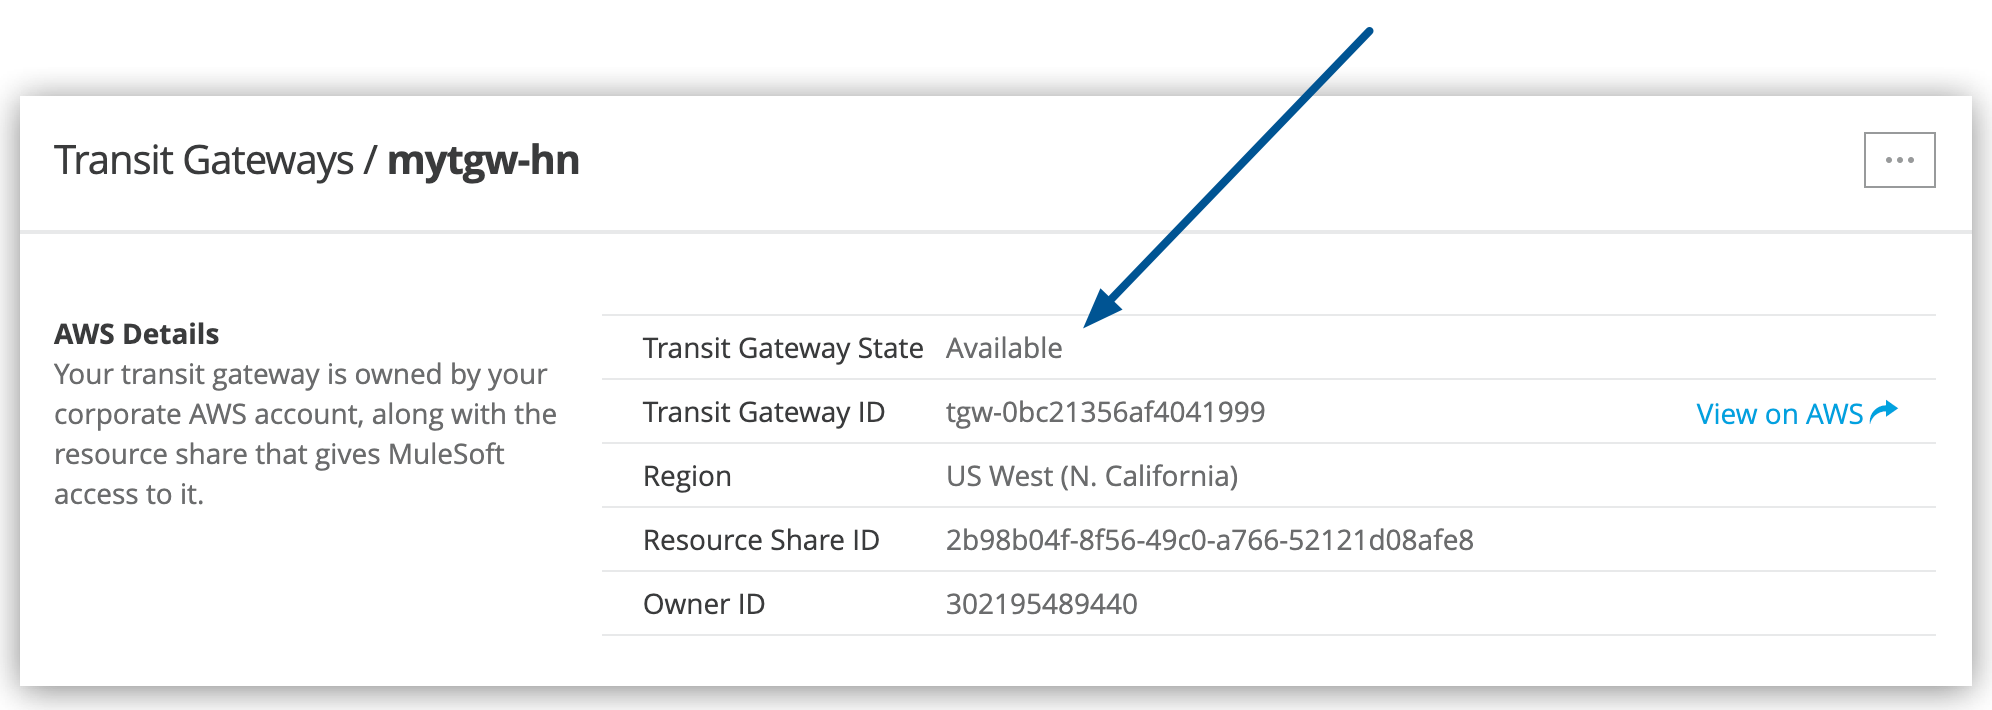 Transit Gateways / mytgw-hn
AWS Details
Your transit gateway is owned by your
corporate AWS account, along with the
resource share that gives MuleSoft
access to it.
Transit Gateway State Available
Transit Gateway ID tgw-0bc21356af4041999 View on AWS
Region US West (N. California)
Resource Share ID 2b98b04f-8f56-49c0-a766-52121d08afe8
Owner ID 302195489440